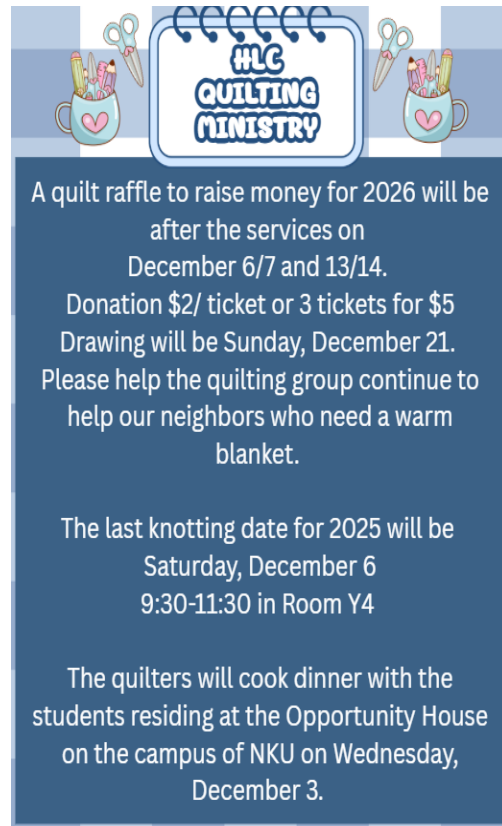 HLC
QUILTING
MINISTRY
A quilt raffle to raise money for 2026 will be
after the services on
December 6/7 and 13/14.
Donation $2/ ticket or 3 tickets for $5
Drawing will be Sunday, December 21.
Please help the quilting group continue to
help our neighbors who need a warm
blanket.
The last knotting date for 2025 will be
Saturday, December 6
9:30-11:30 in Room Y4
The quilters will cook dinner with the
students residing at the Opportunity House
on the campus of NKU on Wednesday,
December 3.